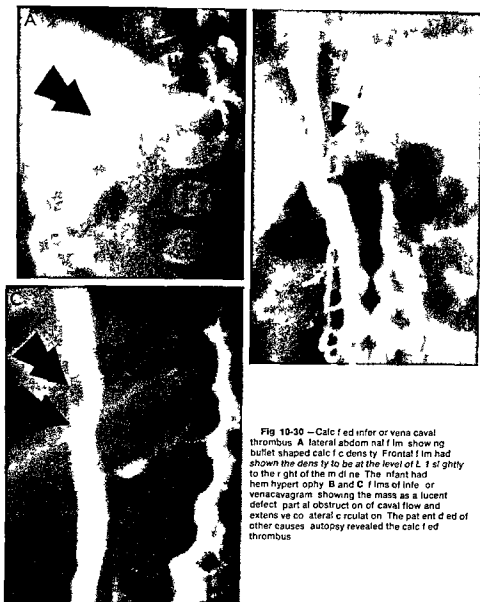 A
C
Fig 10-30 —Calc f ed infer or vena caval
thrombus A lateral abdom nal f lm show ng
bullet shaped calc f c dens ty Frontal f lm had
shown the dens ty to be at the level of L 1 sl ghtly
to the r ght of the m dl ne The nfant had
hem hypert ophy B and C f lms of infe or
venacavagram showing the mass as a lucent
defect part al obstruct on of caval flow and
extens ve co ateral c rculat on The pat ent d ed of
other causes autopsy revealed the calc f ed
thrombus